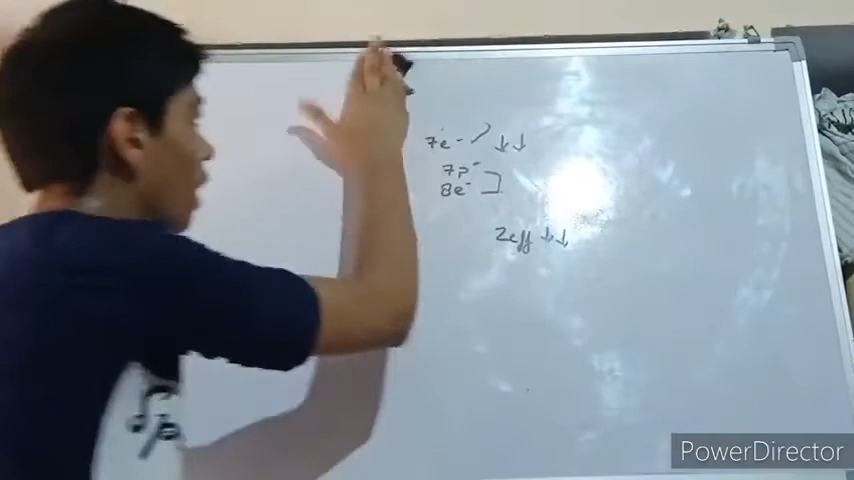 7e- ↓↓
7p-
8e-
Zeff ↓↓
PowerDirector